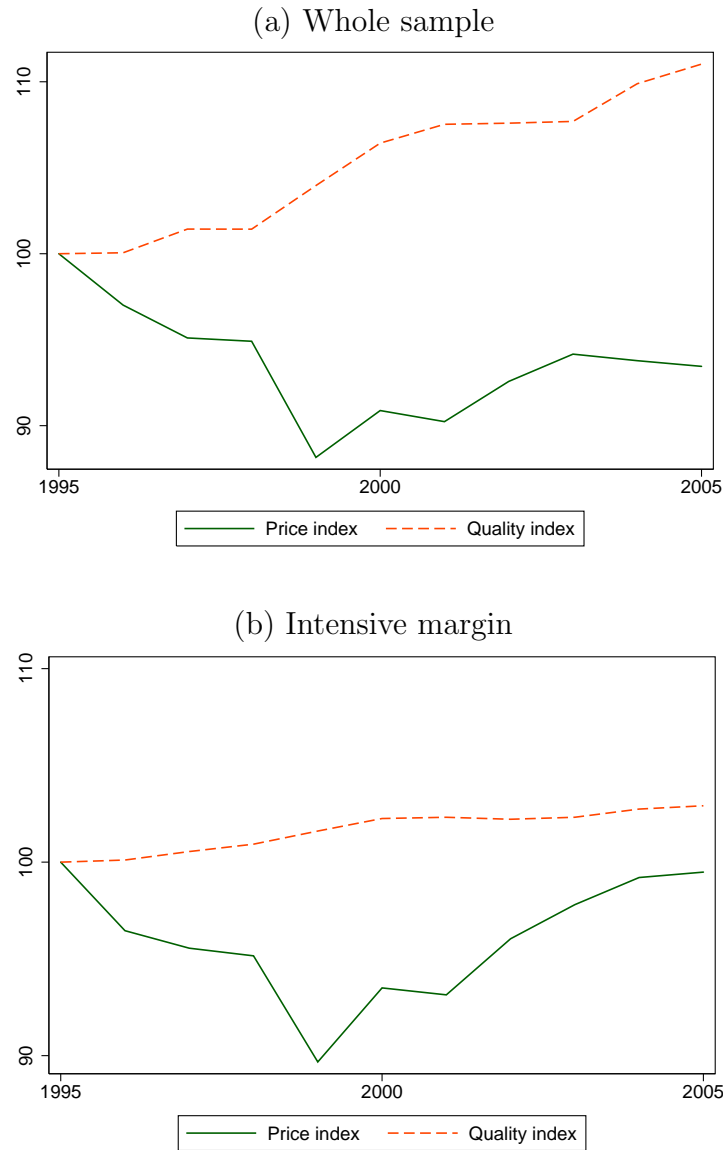 (a) Whole sample
110
100
90
1995 2000 2005
Price index Quality index
(b) Intensive margin
110
100
90
1995 2000 2005
Price index Quality index